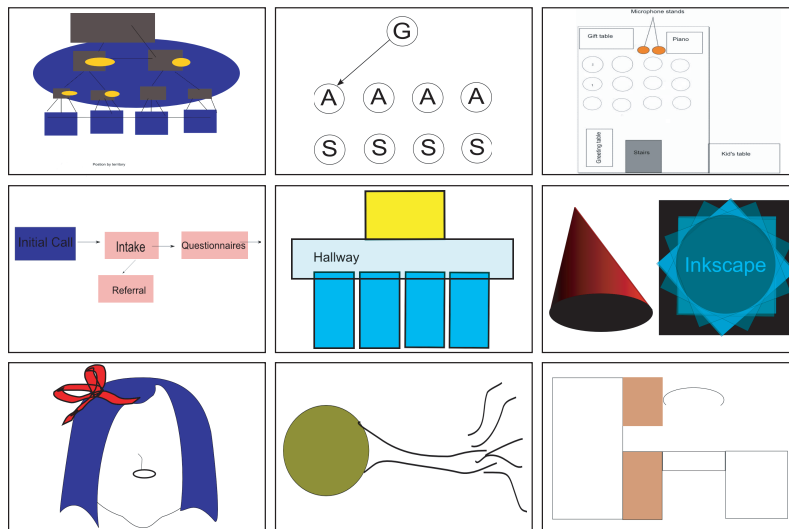 Position by territory
G
A A A A
S S S S
Microphone stands
Gift table
Piano
Greeting table
Stairs
Kid's table
Initial Call
Intake
Questionnaires
Referral
Hallway
Inkscape